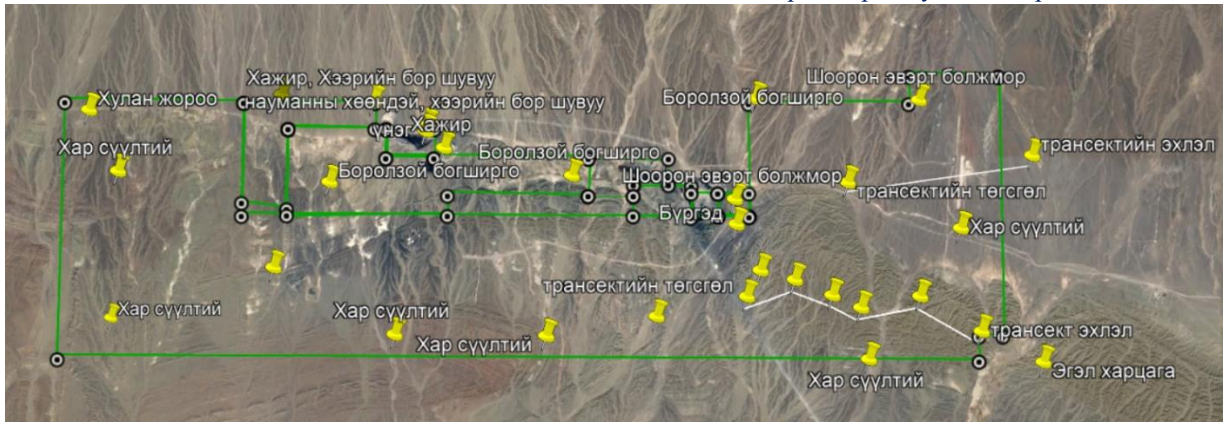 Хажир, Хээрийн бор шувуу
Шоорон эвэрт болжмор
Хулан жороо
науманны хөөндэй, хээрийн бор шувуу
Боролзой богширго
үнэг
Хажир
Хар сүүлтий
Боролзой богширго
трансектийн эхлэл
Боролзой богширго
Шоорон эвэрт болжмор
трансектийн төгсгөл
Бүргэд
Хар сүүлтий
трансектийн төгсгөл
Хар сүүлтий
Хар сүүлтий
Хар сүүлтий
трансект эхлэл
Хар сүүлтий
Эгэл харцага